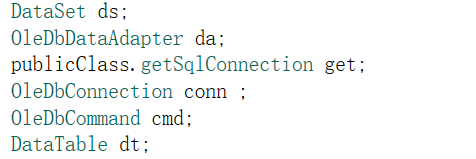 DataSet ds;
OleDbDataAdapter da;
publicClass.getSqlConnection get;
OleDbConnection conn ;
OleDbCommand cmd;
DataTable dt;